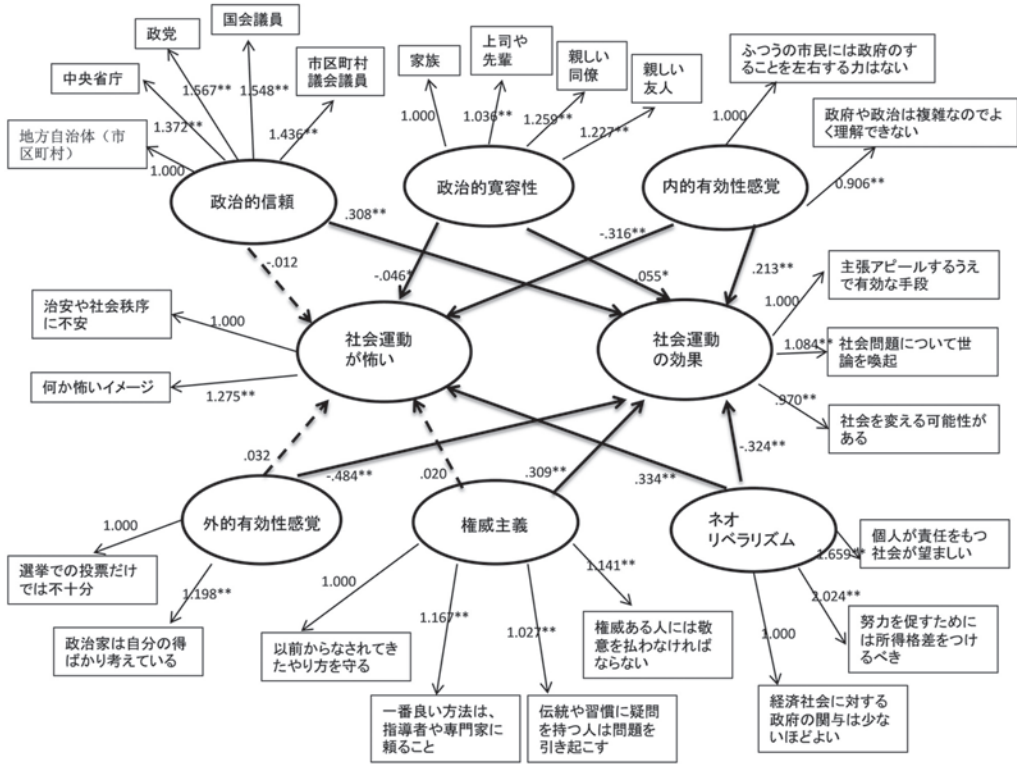 国会議員
政党
中央省庁
市区町村
議会議員
地方自治体（市
区町村）
1.567**
1.548**
1.372**
1.436**
1.000
政治的信頼
家族
上司や
先輩
親しい
同僚
親しい
友人
1.000
1.036**
1.259**
1.227**
政治的寛容性
ふつうの市民には政府のす
ることを左右する力はない
政府や政治は複雑なのでよ
く理解できない
1.000
0.906**
内的有効性感覚
.308**
-.012
-.046*
-.316**
.055*
.213**
治安や社会秩序
に不安
1.000
何か怖いイメージ
1.275**
社会運動
が怖い
社会運動
の効果
主張アピールするうえ
で有効な手段
1.000
1.084**
社会問題について世
論を喚起
.970**
社会を変える可能性が
ある
.032
-.484**
.020
.309**
.334**
-.324**
外的有効性感覚
1.000
選挙での投票だけ
では不十分
1.198**
政治家は自分の得
ばかり考えている
権威主義
1.000
以前からなされてき
たやり方を守る
1.167**
一番良い方法は、
指導者や専門家に
頼ること
1.027**
伝統や習慣に疑問
を持つ人は問題を
引き起こす
1.141**
権威ある人には敬
意を払わなければ
ならない
ネオ
リベラリズム
1.659**
個人が責任をもつ
社会が望ましい
2.024**
努力を促すために
は所得格差をつけ
るべき
1.000
経済社会に対する
政府の関与は少な
いほどよい